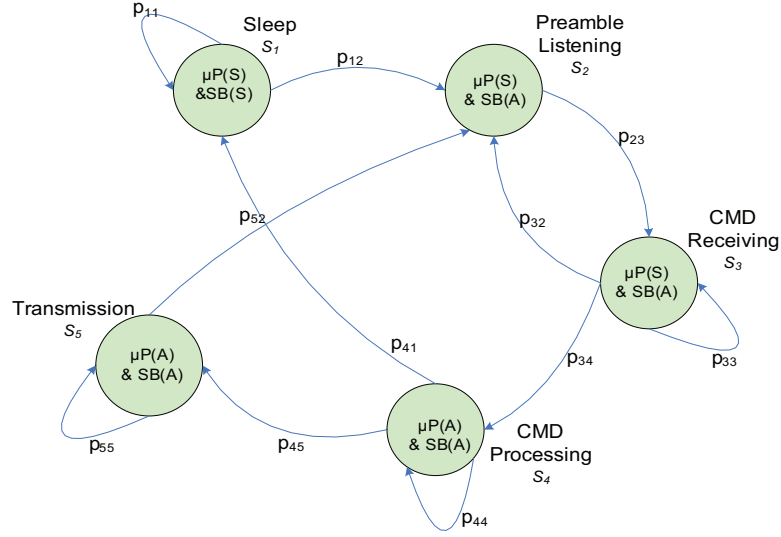 p11
Sleep
S1
µP(S)
&SB(S)
p12
Preamble
Listening
S2
µP(S)
& SB(A)
p23
p32
CMD
Receiving
S3
µP(S)
& SB(A)
p33
p52
p34
p41
Transmission
S5
µP(A)
& SB(A)
p55
p45
µP(A)
& SB(A)
CMD
Processing
S4
p44